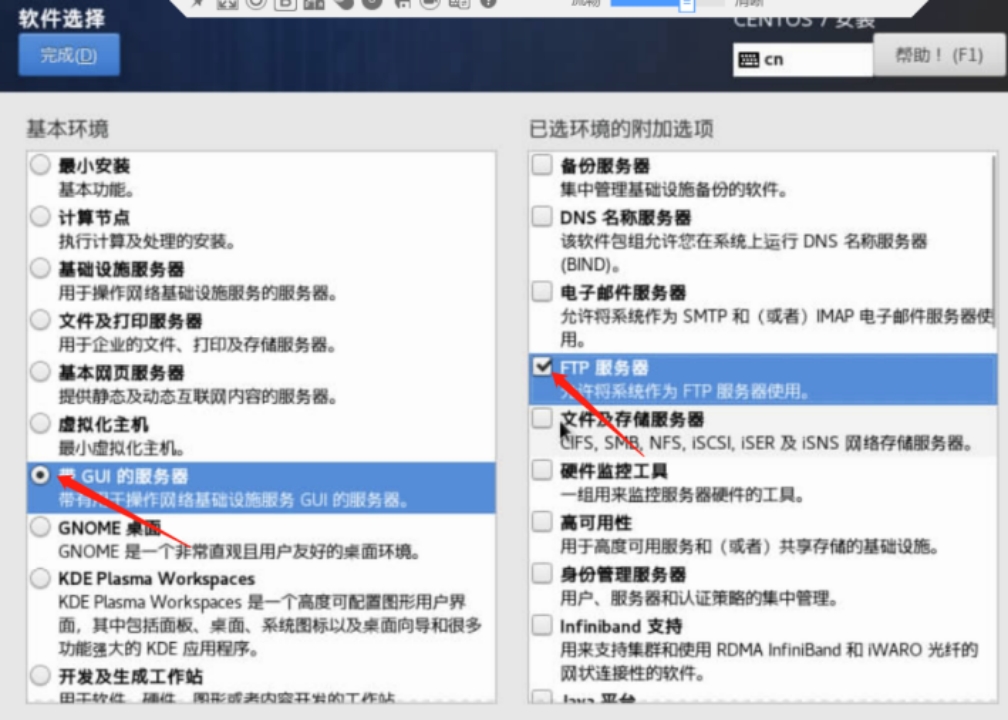 软件选择
完成(D)
流畅
清晰
CENTOS 7 安装
cn
帮助！(F1)
基本环境
最小安装
基本功能。
计算节点
执行计算及处理的安装。
基础设施服务器
用于操作网络基础设施服务的服务器。
文件及打印服务器
用于企业的文件、打印及存储服务器。
基本网页服务器
提供静态及动态互联网内容的服务器。
虚拟化主机
最小虚拟化主机。
带 GUI 的服务器
带有用于操作网络基础设施服务 GUI 的服务器。
GNOME 桌面
GNOME 是一个非常直观且用户友好的桌面环境。
KDE Plasma Workspaces
KDE Plasma Workspaces 是一个高度可配置图形用户界
面，其中包括面板、桌面、系统图标以及桌面向导和很多
功能强大的 KDE 应用程序。
开发及生成工作站
用于软件、硬件、图形或者内容开发的工作站
已选环境的附加选项
备份服务器
集中管理基础设施备份的软件。
DNS 名称服务器
该软件包组允许您在系统上运行 DNS 名称服务器
(BIND)。
电子邮件服务器
允许将系统作为 SMTP 和（或者）IMAP 电子邮件服务器使
用。
FTP 服务器
允许将系统作为 FTP 服务器使用。
文件及存储服务器
CIFS, SMB, NFS, iSCSI, iSER 及 iSNS 网络存储服务器。
硬件监控工具
一组用来监控服务器硬件的工具。
高可用性
用于高度可用服务和（或者）共享存储的基础设施。
身份管理服务器
用户、服务器和认证策略的集中管理。
Infiniband 支持
用来支持集群和使用 RDMA InfiniBand 和 iWARO 光纤的
网状连接性的软件。
Java 平台